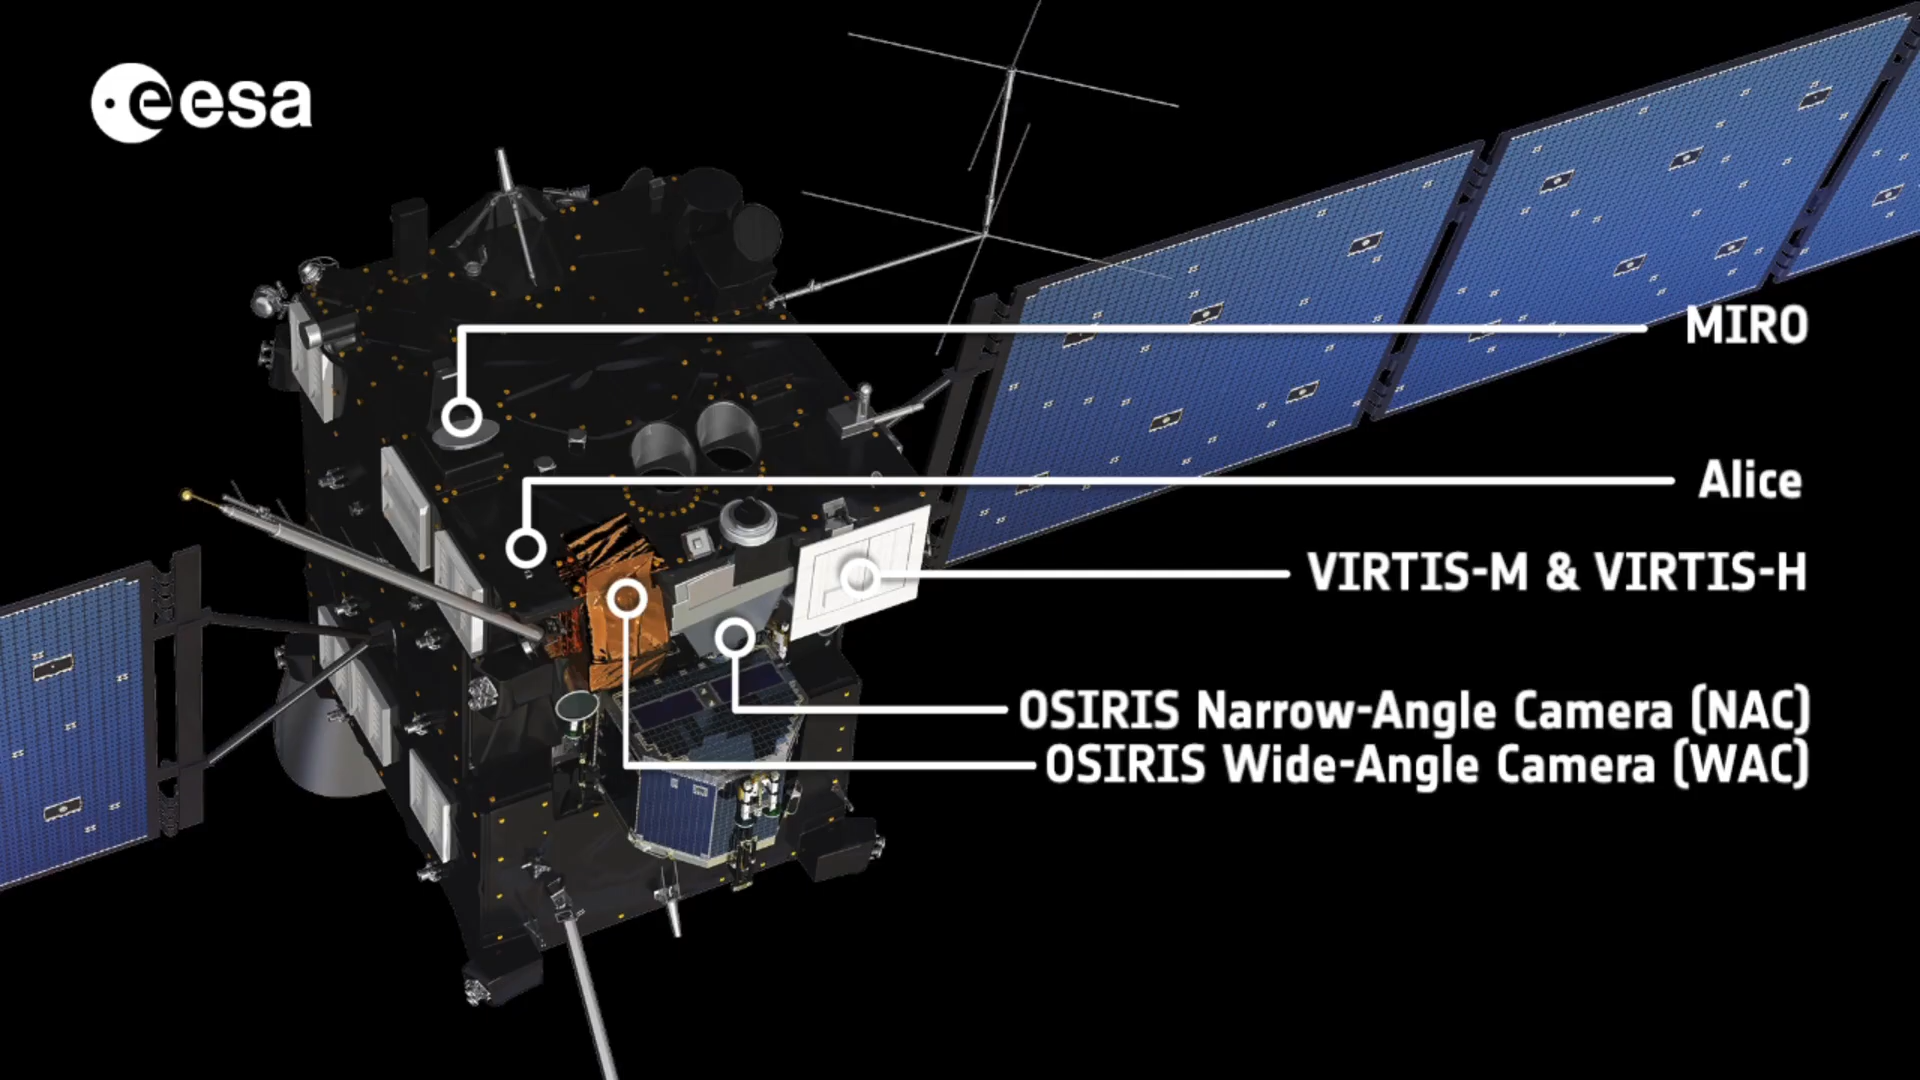 esa
MIRO
Alice
VIRTIS-M & VIRTIS-H
OSIRIS Narrow-Angle Camera (NAC)
OSIRIS Wide-Angle Camera (WAC)